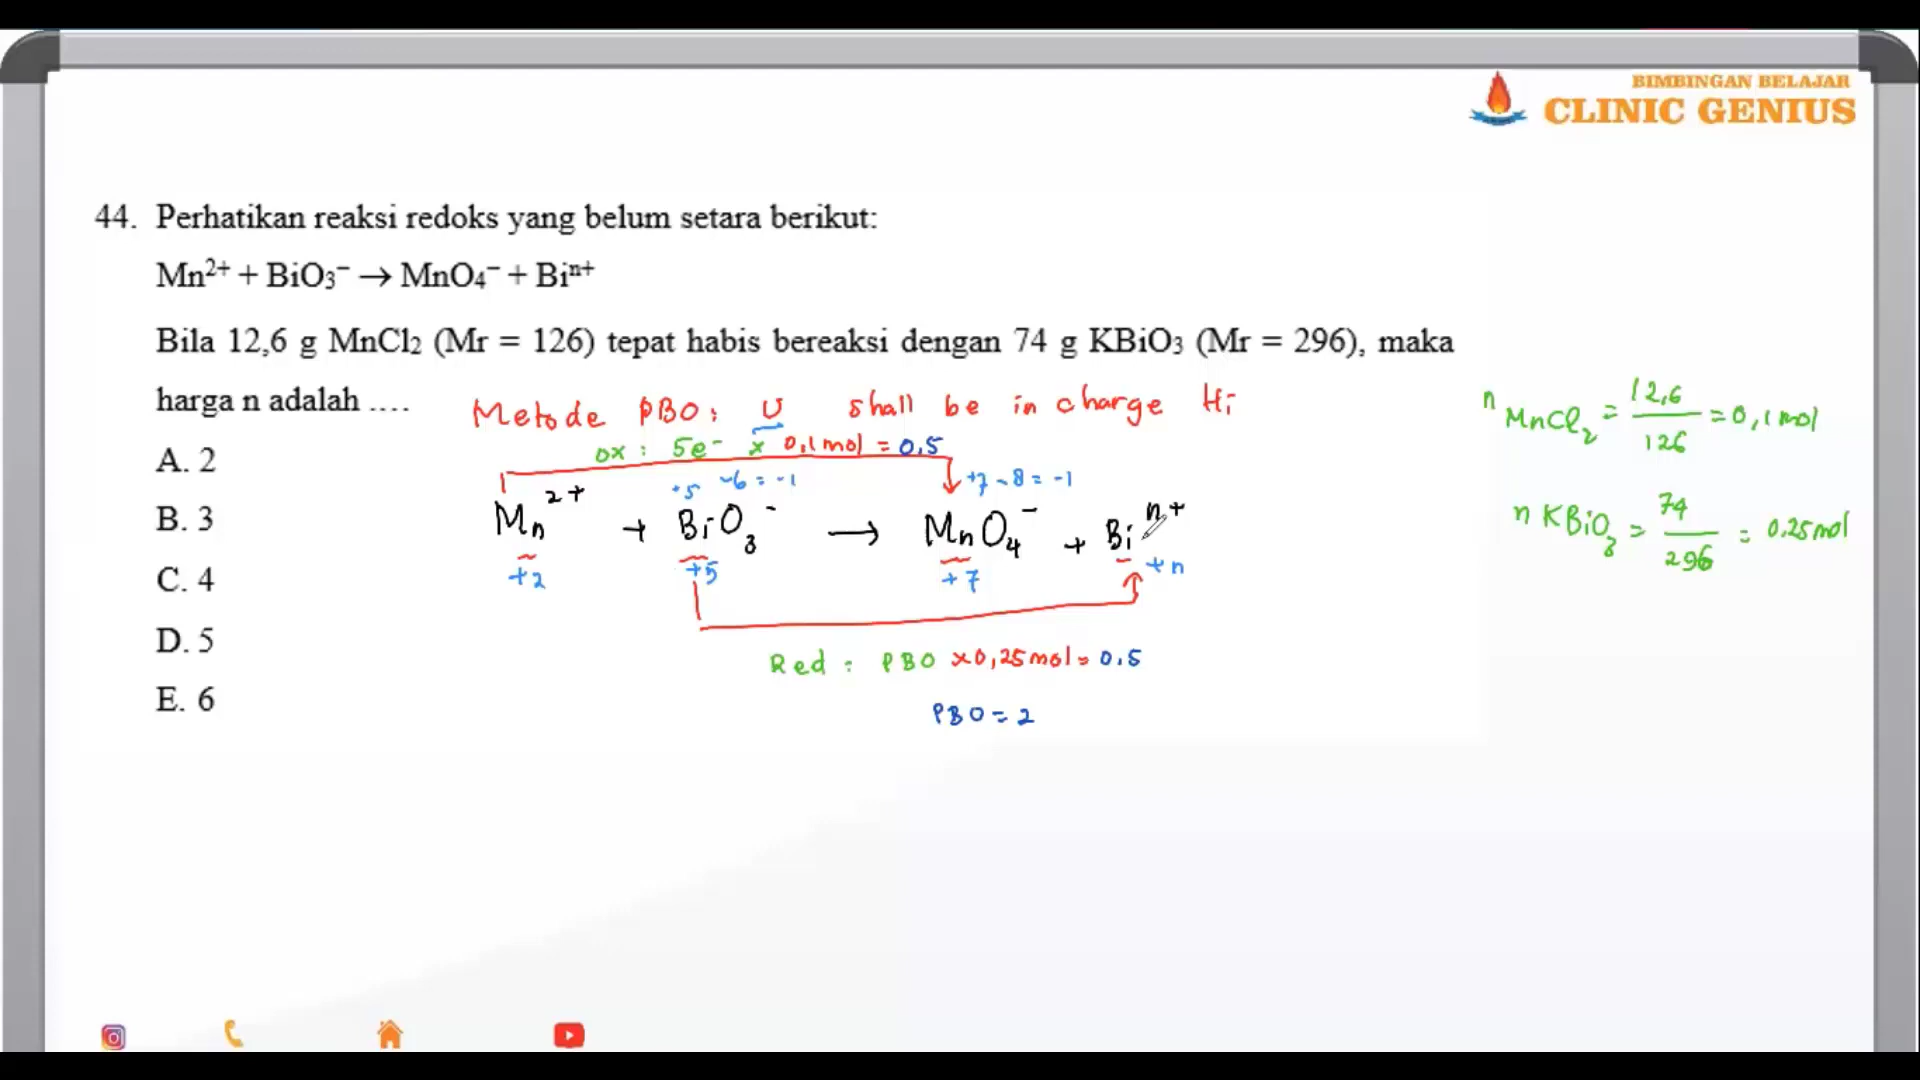 BIMBINGAN BELAJAR
CLINIC GENIUS
44. Perhatikan reaksi redoks yang belum setara berikut:
Mn²⁺ + BiO₃⁻ → MnO₄⁻ + Biⁿ⁺
Bila 12,6 g MnCl₂ (Mr = 126) tepat habis bereaksi dengan 74 g KBiO₃ (Mr = 296), maka
harga n adalah ....
A. 2
B. 3
C. 4
D. 5
E. 6
Metode PBO: U shall be in charge Hi
ox : 5e⁻ x 0,1 mol = 0.5
+5 -6 = -1
+7 - 8 = -1
Mn²⁺ + BiO₃⁻ → MnO₄⁻ + Biⁿ⁺
+2 +5 +7 +n
Red : PBO x 0,25 mol = 0.5
PBO = 2
n MnCl₂ = 12,6 / 126 = 0,1 mol
n KBiO₃ = 74 / 296 = 0.25 mol